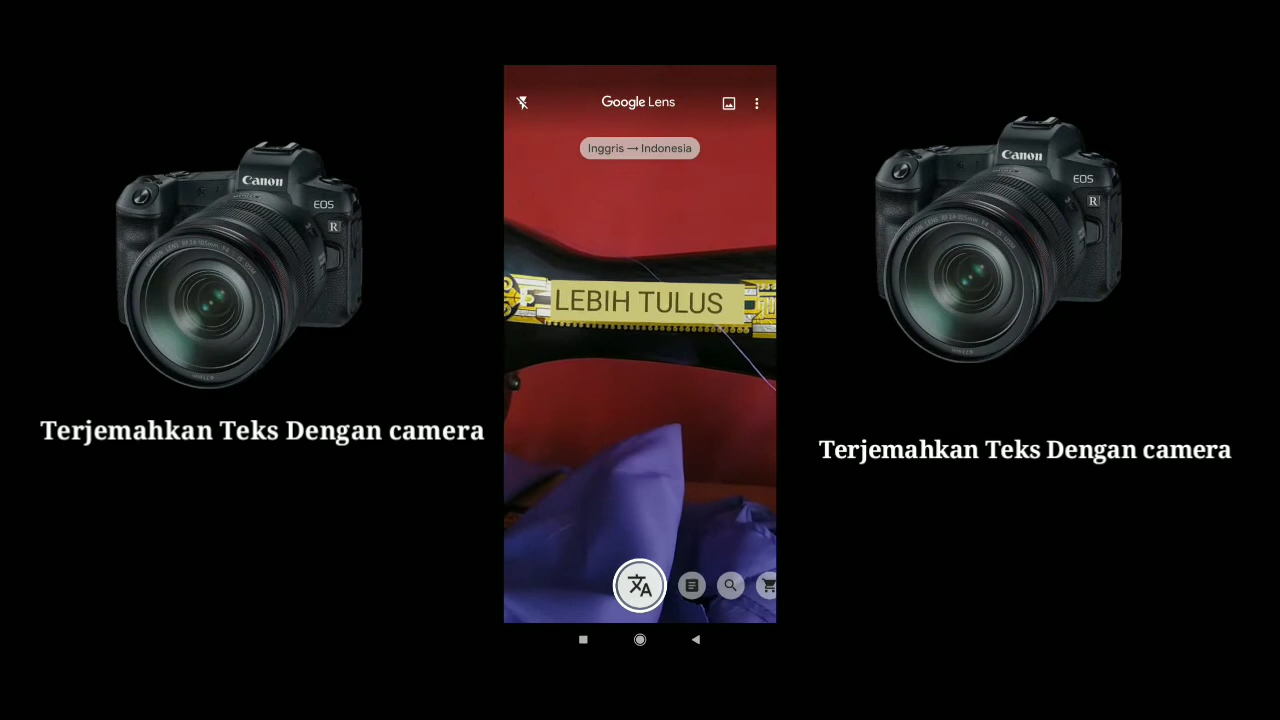 Google Lens
Inggris → Indonesia
LEBIH TULUS
Canon
EOS
R
Terjemahkan Teks Dengan camera
Canon
EOS
R
Terjemahkan Teks Dengan camera